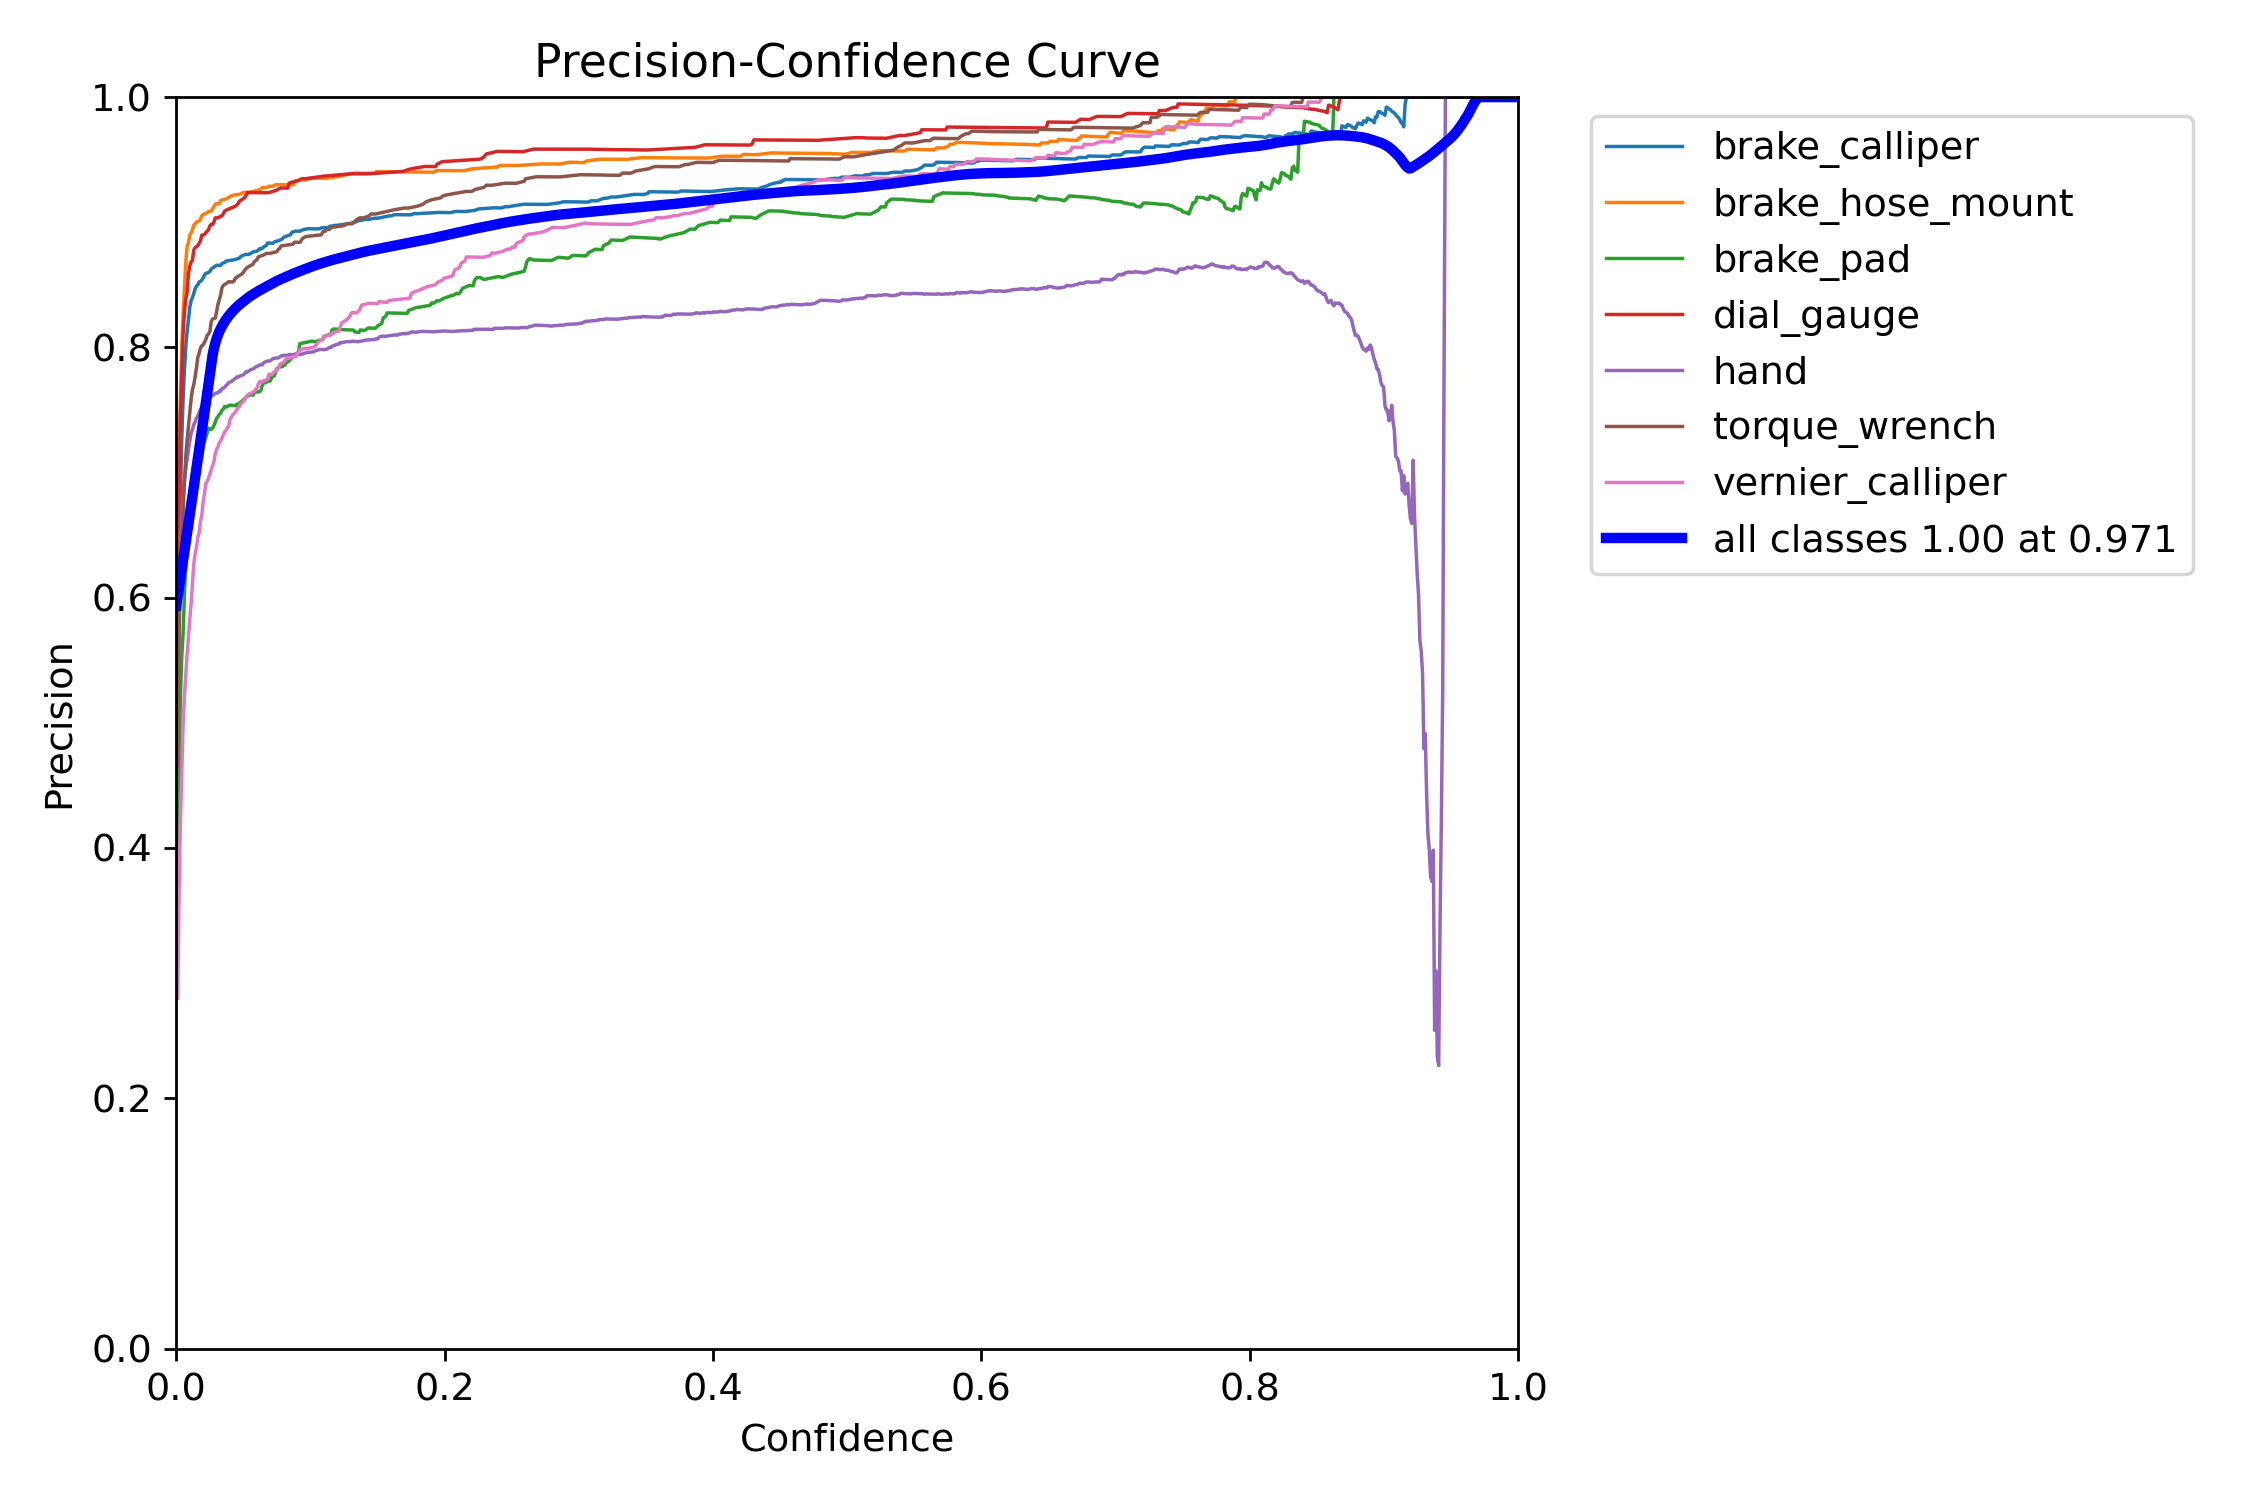 Precision-Confidence Curve
1.0
0.8
0.6
0.4
0.2
0.0
Precision
0.0 0.2 0.4 0.6 0.8 1.0
Confidence
brake_calliper
brake_hose_mount
brake_pad
dial_gauge
hand
torque_wrench
vernier_calliper
all classes 1.00 at 0.971